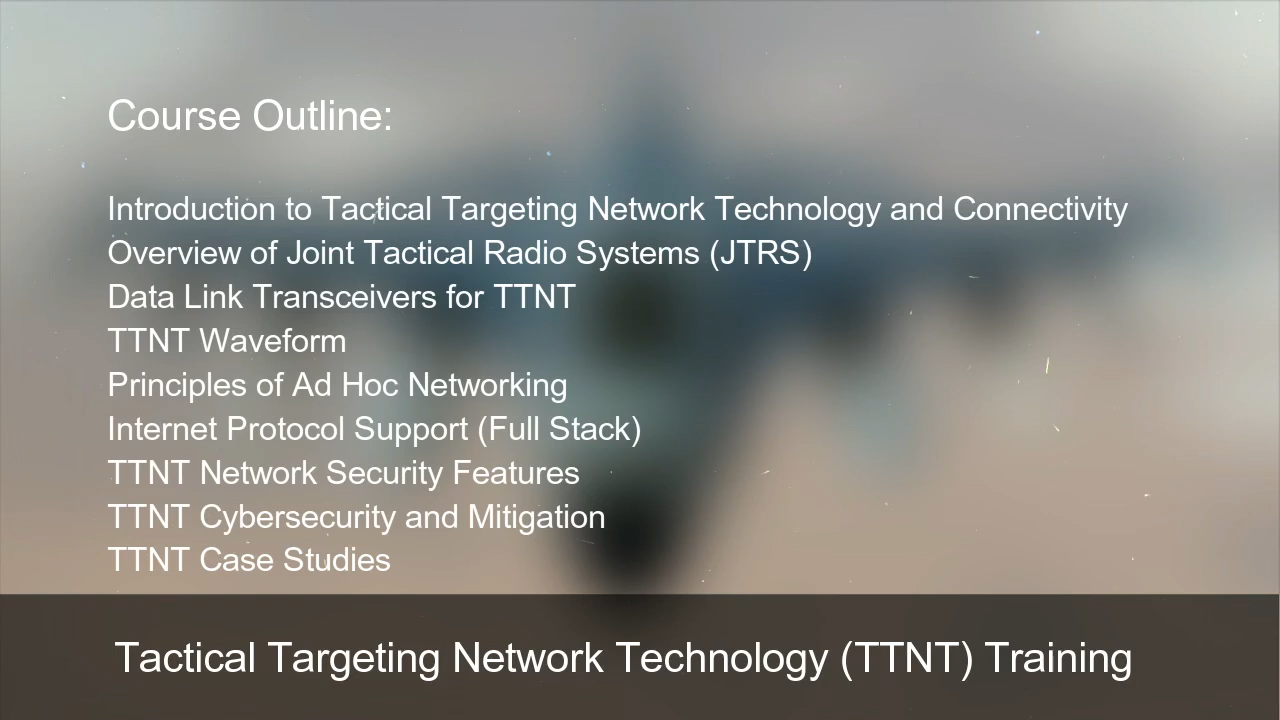 Course Outline:
Introduction to Tactical Targeting Network Technology and Connectivity
Overview of Joint Tactical Radio Systems (JTRS)
Data Link Transceivers for TTNT
TTNT Waveform
Principles of Ad Hoc Networking
Internet Protocol Support (Full Stack)
TTNT Network Security Features
TTNT Cybersecurity and Mitigation
TTNT Case Studies
Tactical Targeting Network Technology (TTNT) Training